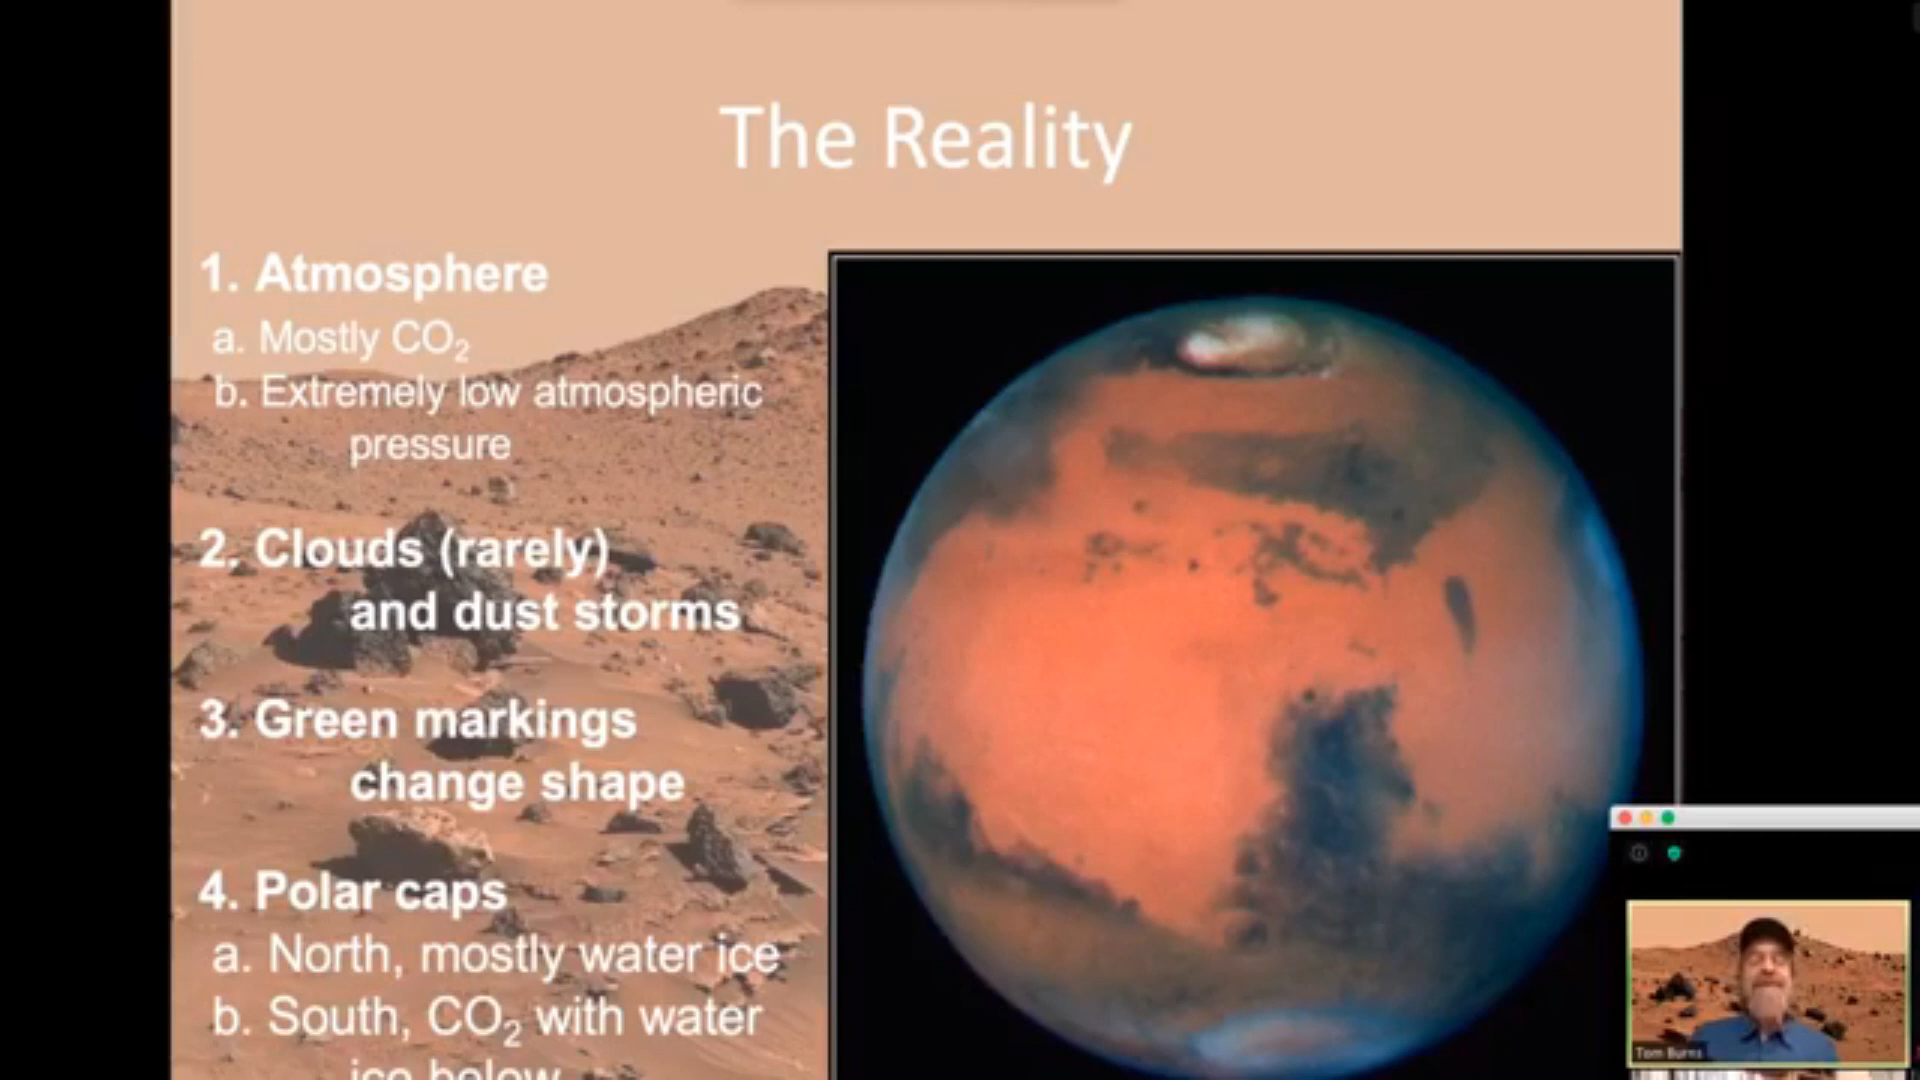 The Reality
1. Atmosphere
a. Mostly CO₂
b. Extremely low atmospheric
pressure
2. Clouds (rarely)
and dust storms
3. Green markings
change shape
4. Polar caps
a. North, mostly water ice
b. South, CO₂ with water
ice below
Tom Burns